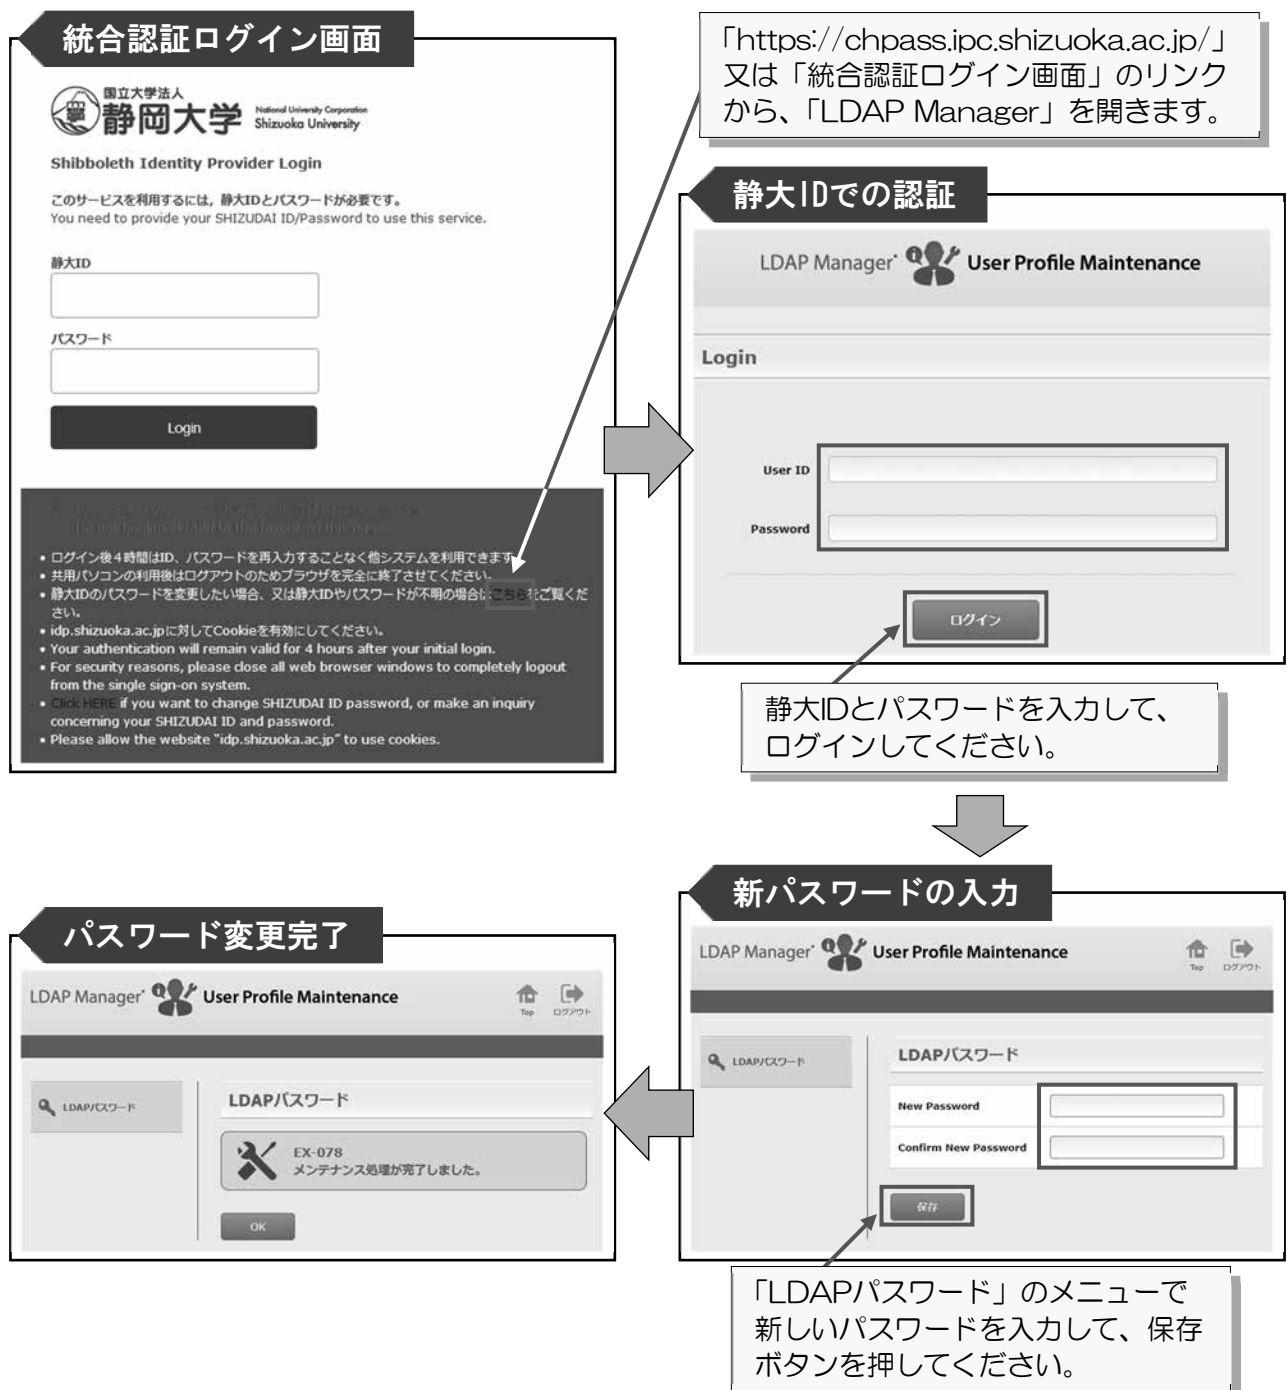 統合認証ログイン画面
国立大学法人
静岡大学
National University Corporation
Shizuoka University
Shibboleth Identity Provider Login
このサービスを利用するには，静大IDとパスワードが必要です。
You need to provide your SHIZUDAI ID/Password to use this service.
静大ID
パスワード
Login
• ログイン後４時間はID、パスワードを再入力することなく他システムを利用できます
• 共用パソコンの利用後はログアウトのためブラウザを完全に終了させてください。
• 静大IDのパスワードを変更したい場合、又は静大IDやパスワードが不明の場合はこちらをご覧くだ
さい。
• idp.shizuoka.ac.jpに対してCookieを有効にしてください。
• Your authentication will remain valid for 4 hours after your initial login.
• For security reasons, please close all web browser windows to completely logout
from the single sign-on system.
• Click HERE if you want to change SHIZUDAI ID password, or make an inquiry
concerning your SHIZUDAI ID and password.
• Please allow the website "idp.shizuoka.ac.jp" to use cookies.
「https://chpass.ipc.shizuoka.ac.jp/」
又は「統合認証ログイン画面」のリンク
から、「LDAP Manager」を開きます。
静大IDでの認証
LDAP Manager User Profile Maintenance
Login
User ID
Password
ログイン
静大IDとパスワードを入力して、
ログインしてください。
新パスワードの入力
LDAP Manager User Profile Maintenance
Top ログアウト
LDAPパスワード
LDAPパスワード
New Password
Confirm New Password
保存
「LDAPパスワード」のメニューで
新しいパスワードを入力して、保存
ボタンを押してください。
パスワード変更完了
LDAP Manager User Profile Maintenance
Top ログアウト
LDAPパスワード
LDAPパスワード
EX-078
メンテナンス処理が完了しました。
OK